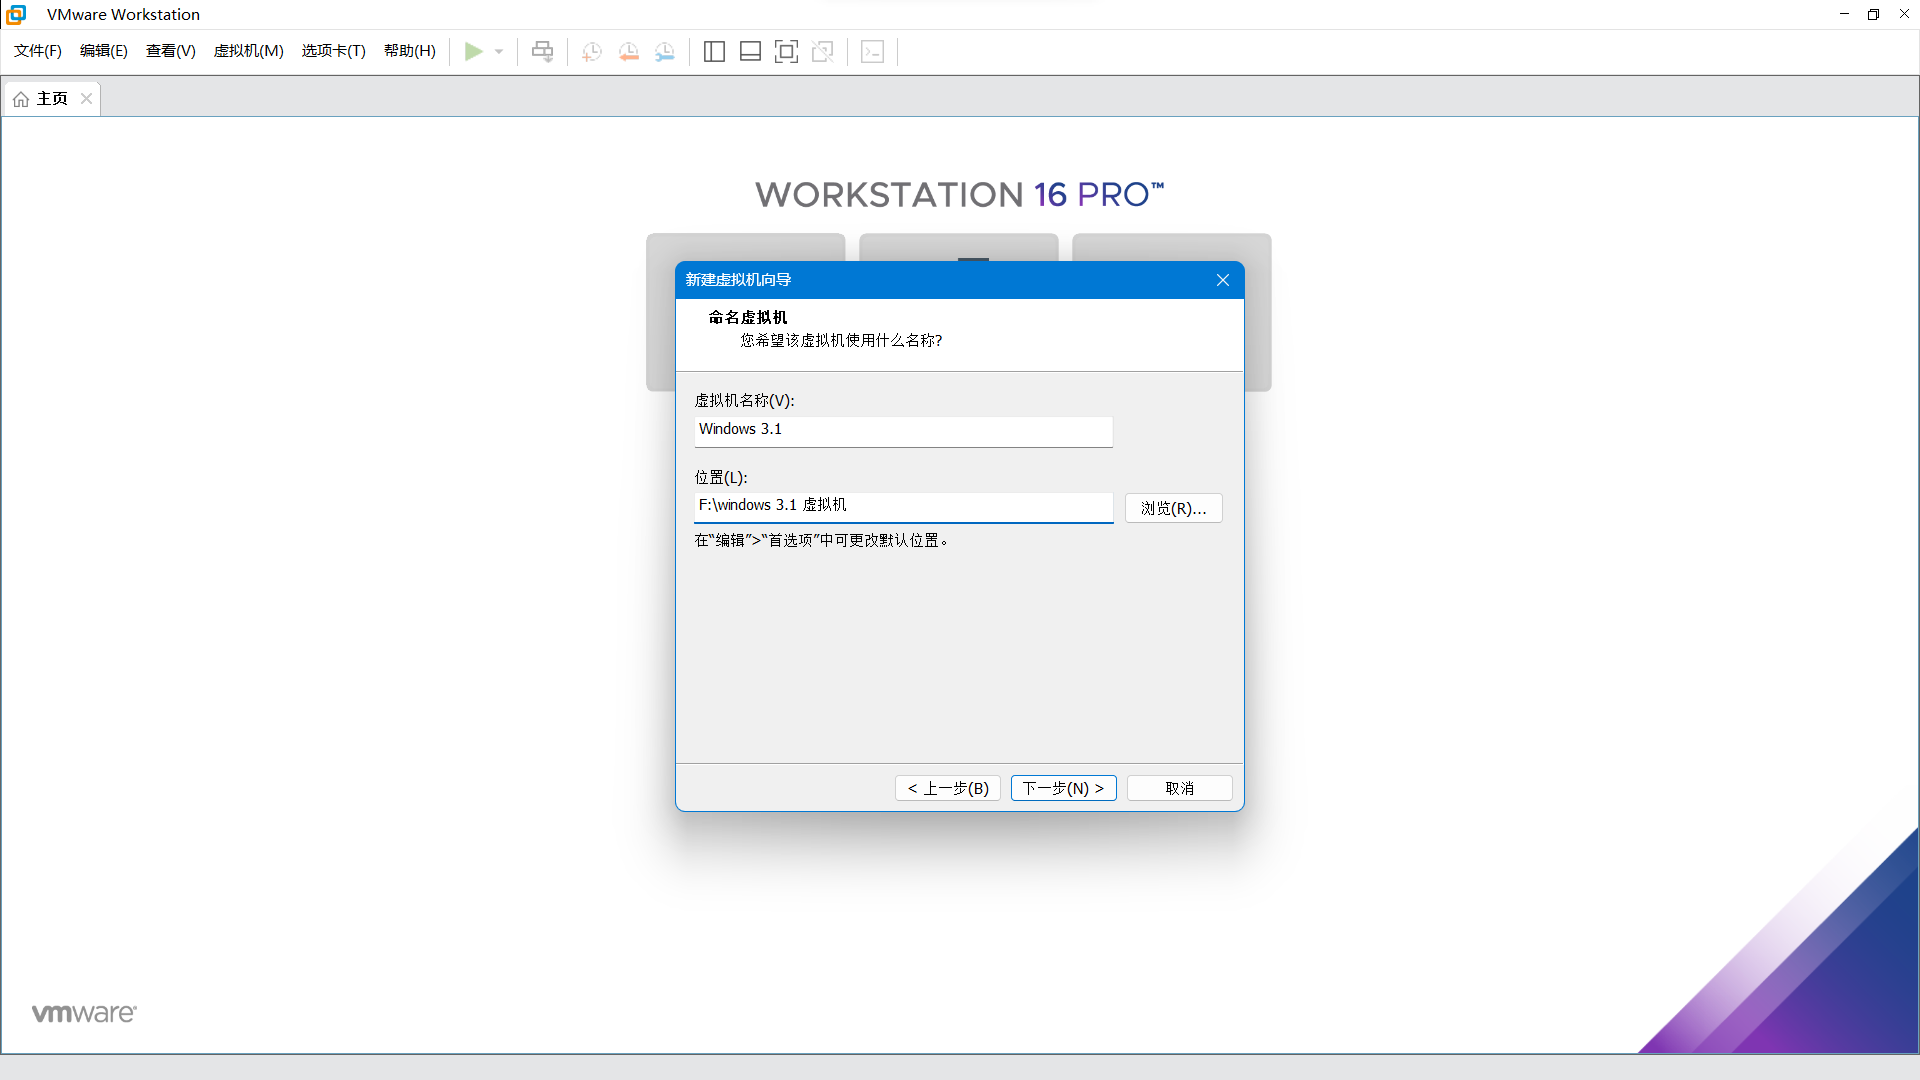 VMware Workstation
文件(F) 编辑(E) 查看(V) 虚拟机(M) 选项卡(T) 帮助(H)
主页
WORKSTATION 16 PRO™
新建虚拟机向导
命名虚拟机
您希望该虚拟机使用什么名称?
虚拟机名称(V):
Windows 3.1
位置(L):
F:\windows 3.1 虚拟机
浏览(R)...
在“编辑”>“首选项”中可更改默认位置。
< 上一步(B) 下一步(N) > 取消
vmware®